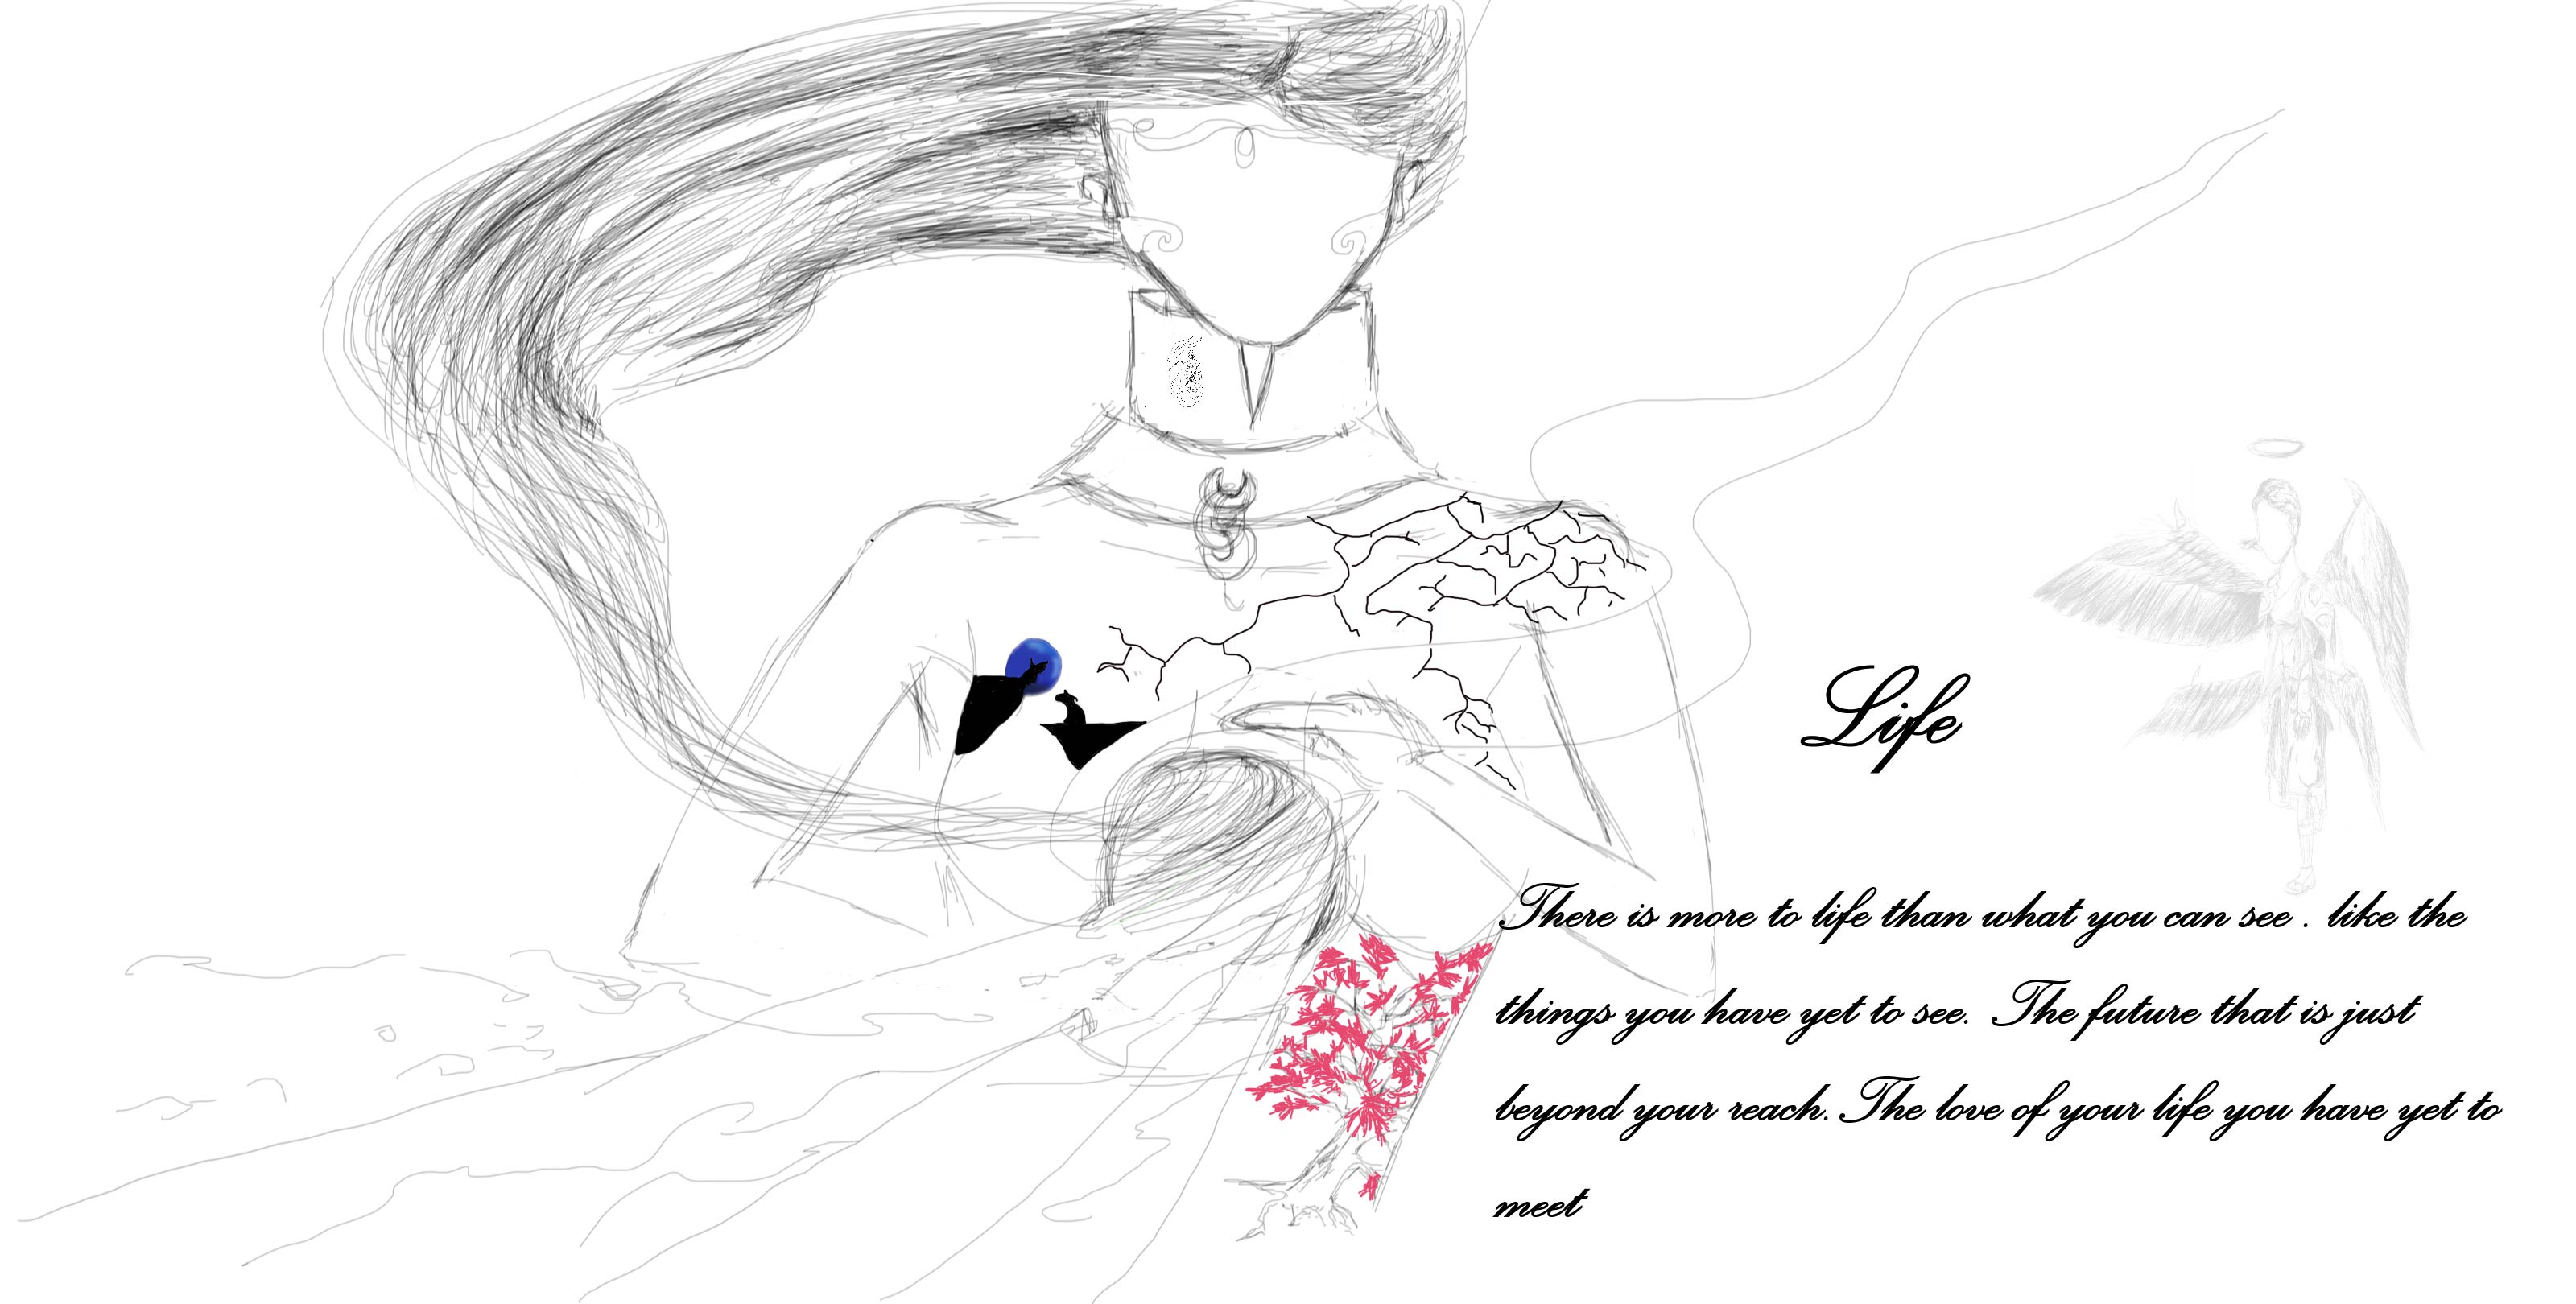 Life
There is more to life than what you can see . like the
things you have yet to see. The future that is just
beyond your reach. The love of your life you have yet to
meet